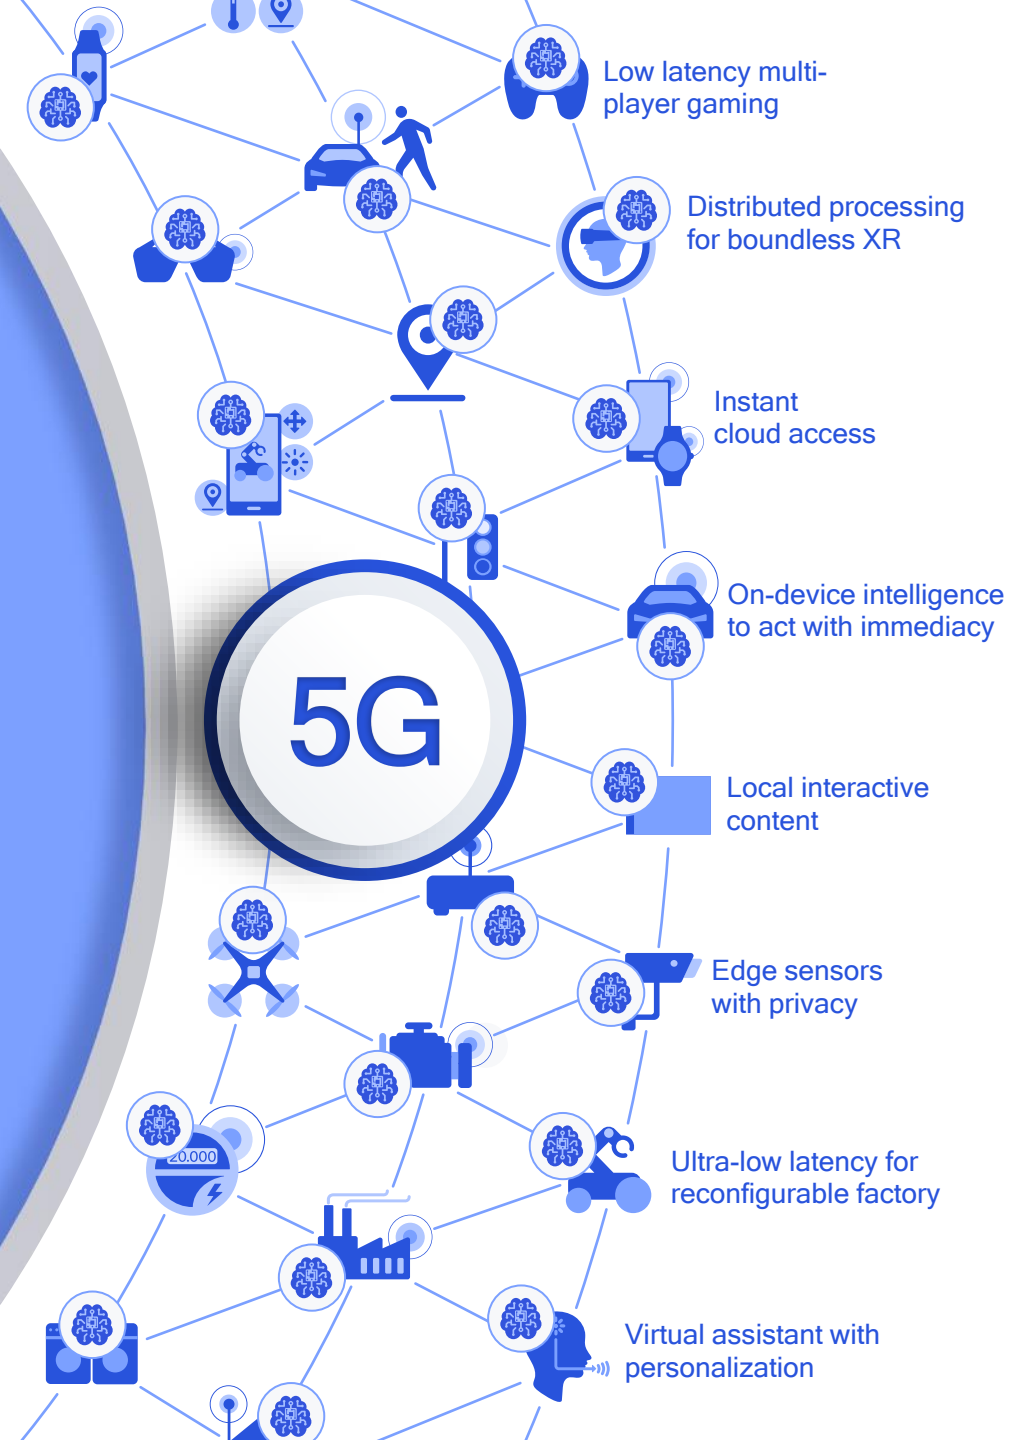 Low latency multi-
player gaming
Distributed processing
for boundless XR
Instant
cloud access
On-device intelligence
to act with immediacy
5G
Local interactive
content
Edge sensors
with privacy
20.000
Ultra-low latency for
reconfigurable factory
Virtual assistant with
personalization